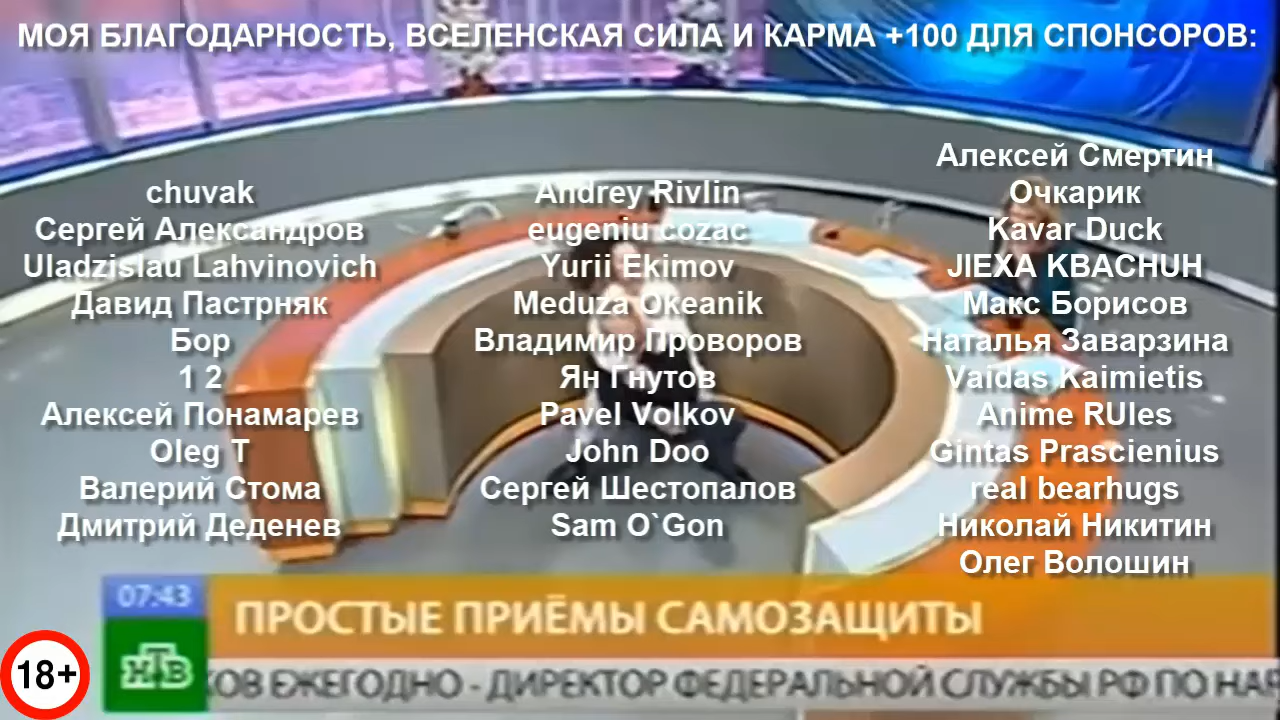 МОЯ БЛАГОДАРНОСТЬ, ВСЕЛЕНСКАЯ СИЛА И КАРМА +100 ДЛЯ СПОНСОРОВ:
chuvak
Сергей Александров
Uladzislau Lahvinovich
Давид Пастрняк
Бор
1 2
Алексей Понамарев
Oleg T
Валерий Стома
Дмитрий Деденев
Andrey Rivlin
eugeniu cozac
Yurii Ekimov
Meduza Okeanik
Владимир Проворов
Ян Гнутов
Pavel Volkov
John Doo
Сергей Шестопалов
Sam O`Gon
Алексей Смертин
Очкарик
Kavar Duck
JIEXA KBACHUH
Макс Борисов
Наталья Заварзина
Vaidas Kaimietis
Anime RUles
Gintas Prascienius
real bearhugs
Николай Никитин
Олег Волошин
07:43
ПРОСТЫЕ ПРИЁМЫ САМОЗАЩИТЫ
18+
НТВ
КОВ ЕЖЕГОДНО - ДИРЕКТОР ФЕДЕРАЛЬНОЙ СЛУЖБЫ РФ ПО НАР